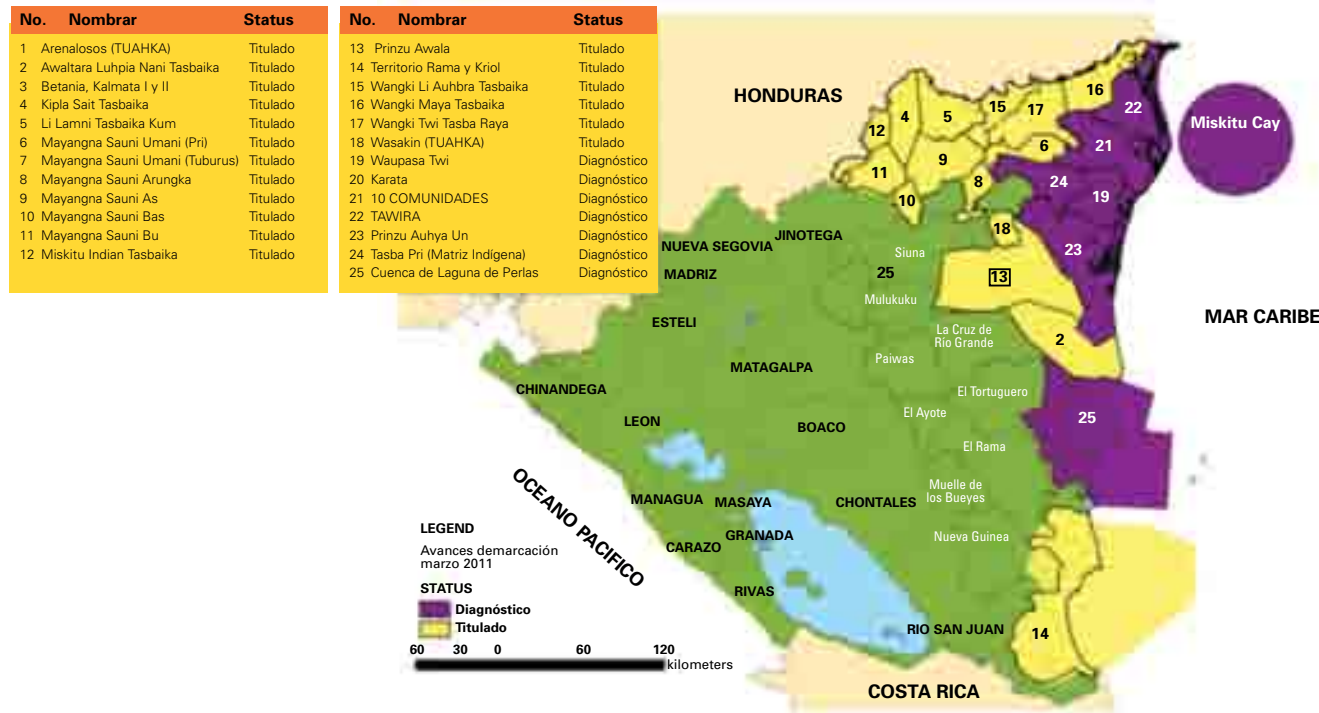 No. Nombrar Status
1 Arenalosos (TUAHKA) Titulado
2 Awaltara Luhpia Nani Tasbaika Titulado
3 Betania, Kalmata I y II Titulado
4 Kipla Sait Tasbaika Titulado
5 Li Lamni Tasbaika Kum Titulado
6 Mayangna Sauni Umani (Pri) Titulado
7 Mayangna Sauni Umani (Tuburus) Titulado
8 Mayangna Sauni Arungka Titulado
9 Mayangna Sauni As Titulado
10 Mayangna Sauni Bas Titulado
11 Mayangna Sauni Bu Titulado
12 Miskitu Indian Tasbaika Titulado
No. Nombrar Status
13 Prinzu Awala Titulado
14 Territorio Rama y Kriol Titulado
15 Wangki Li Auhbra Tasbaika Titulado
16 Wangki Maya Tasbaika Titulado
17 Wangki Twi Tasba Raya Titulado
18 Wasakin (TUAHKA) Titulado
19 Waupasa Twi Diagnóstico
20 Karata Diagnóstico
21 10 COMUNIDADES Diagnóstico
22 TAWIRA Diagnóstico
23 Prinzu Auhya Un Diagnóstico
24 Tasba Pri (Matriz Indígena) Diagnóstico
25 Cuenca de Laguna de Perlas Diagnóstico
HONDURAS
16
22
Miskitu Cay
12
4
5
15
17
6
21
11
9
8
24
19
10
18
23
NUEVA SEGOVIA
JINOTEGA
Siuna
MADRIZ
25
13
Mulukuku
MAR CARIBE
ESTELI
La Cruz de
Río Grande
2
Paiwas
MATAGALPA
CHINANDEGA
El Tortuguero
LEON
El Ayote
25
BOACO
El Rama
OCEANO PACIFICO
MANAGUA
MASAYA
CHONTALES
Muelle de
los Bueyes
GRANADA
CARAZO
Nueva Guinea
RIVAS
RIO SAN JUAN
14
COSTA RICA
LEGEND
Avances demarcación
marzo 2011
STATUS
Diagnóstico
Titulado
60 30 0 60 120
kilometers